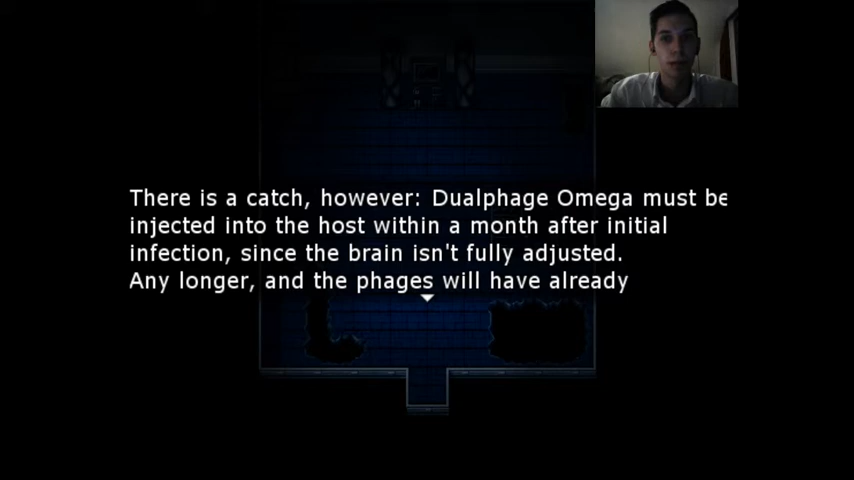 There is a catch, however: Dualphage Omega must be
injected into the host within a month after initial
infection, since the brain isn't fully adjusted.
Any longer, and the phages will have already